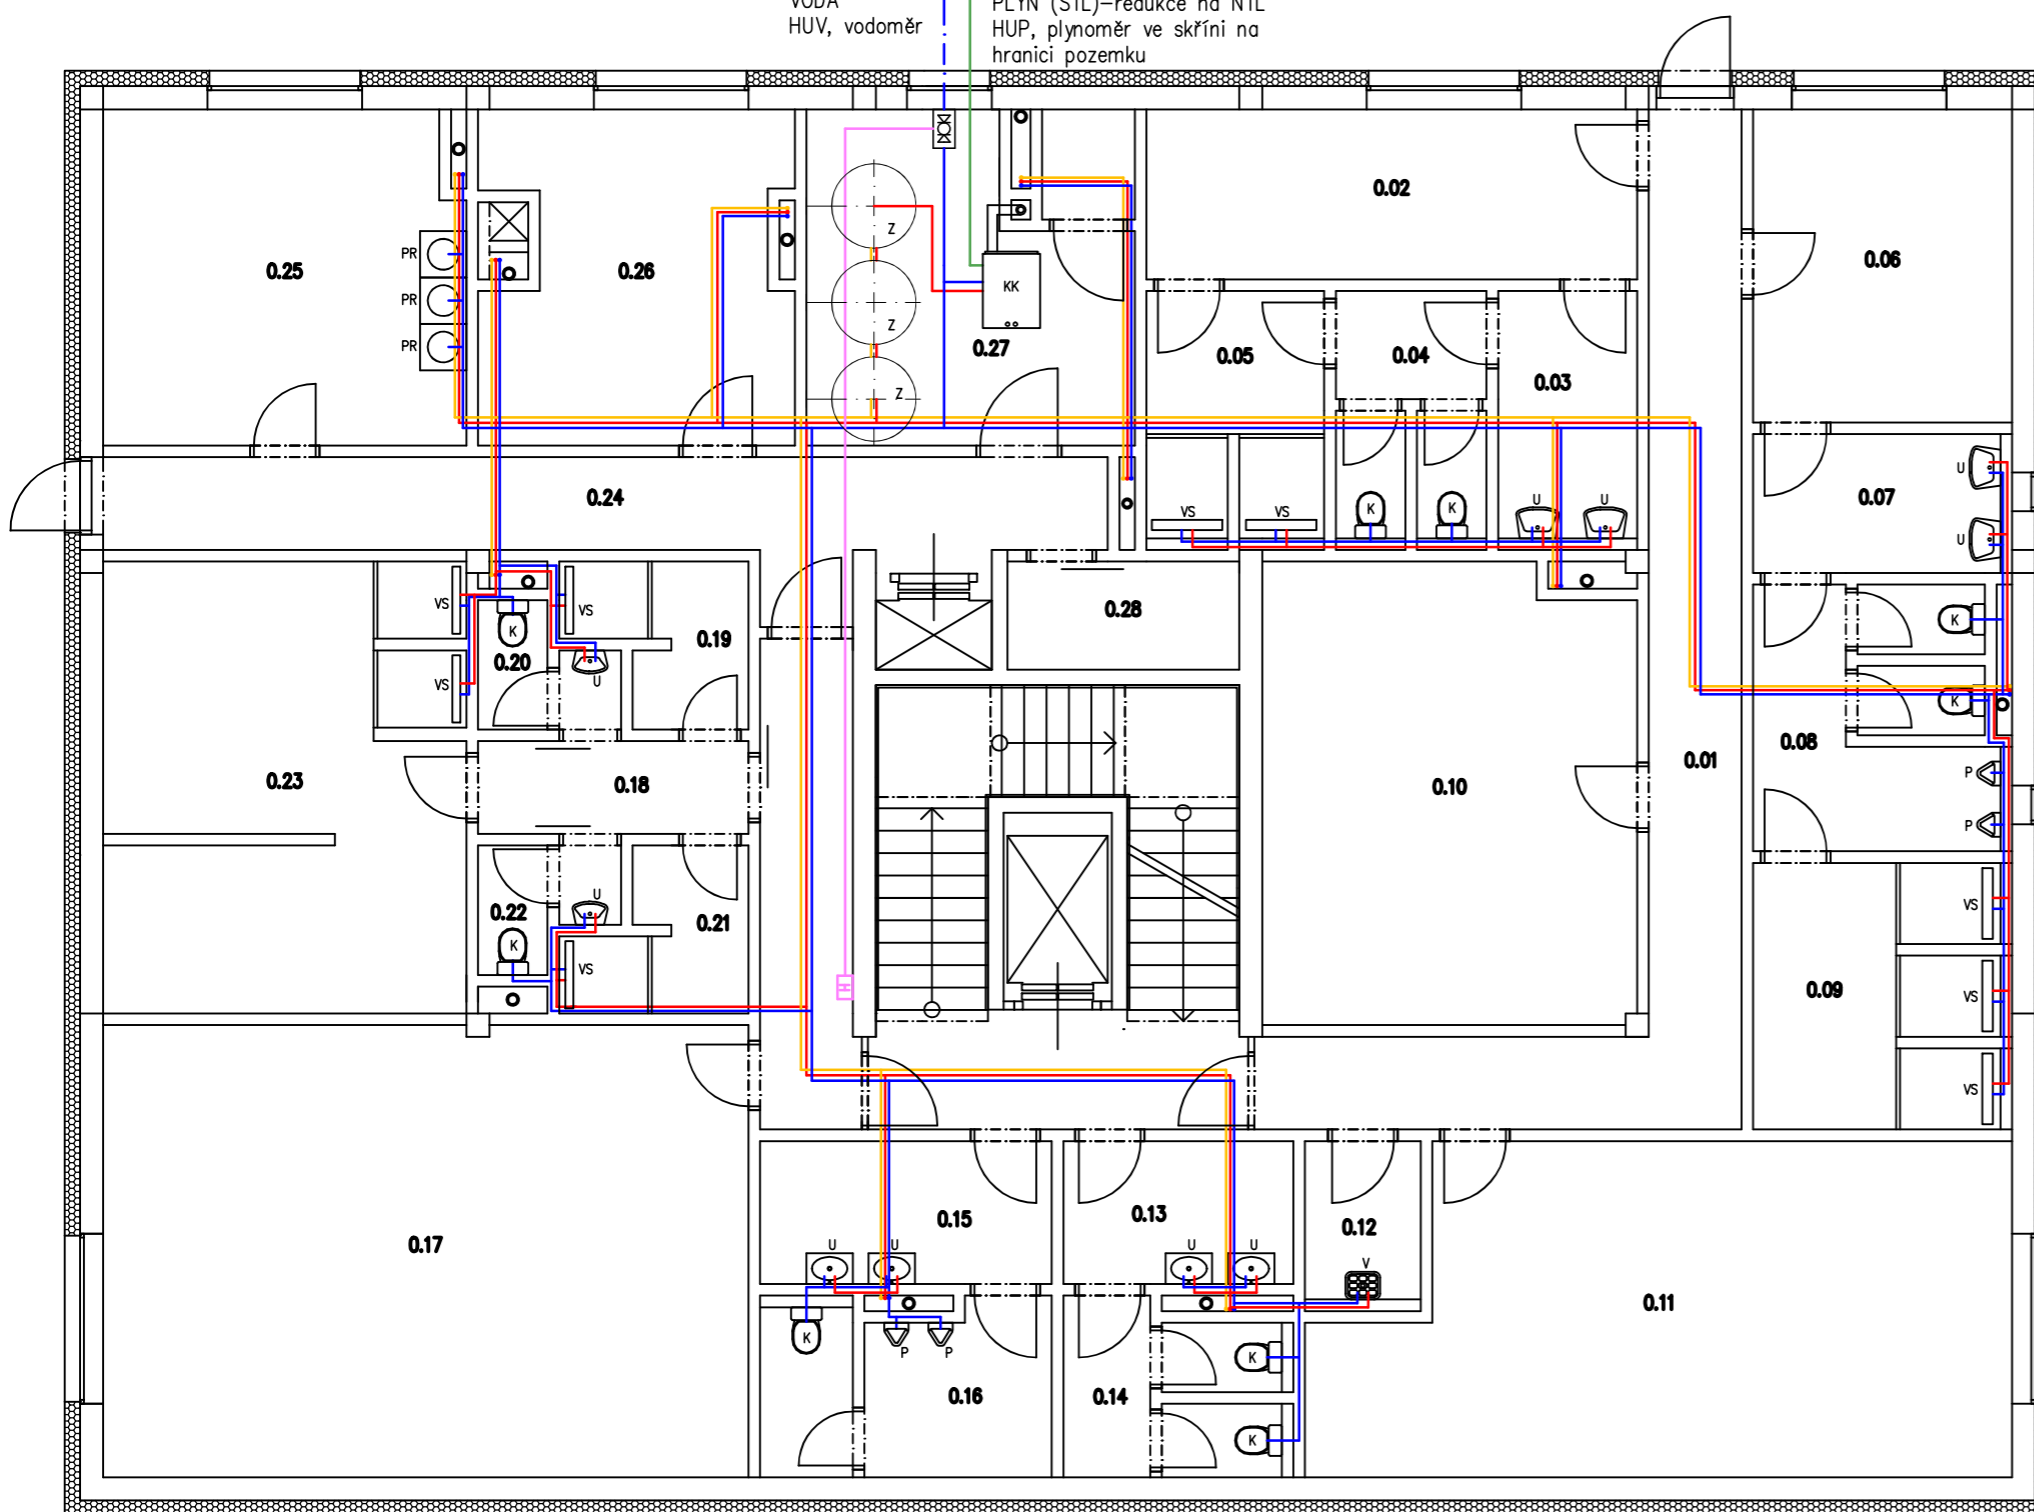 VODA
HUV, vodoměr
PLYN (STL)–redukce na NTL
HUP, plynoměr ve skříni na
hranici pozemku
0.02
0.25
0.26
0.06
PR
PR
PR
Z
Z
Z
KK
0.27
0.05
0.04
0.03
0.24
VS
VS
K
K
U
U
U
U
0.07
VS
VS
VS
K
0.20
U
0.19
0.28
K
K
0.08
P
P
0.23
0.18
0.10
0.01
0.22
K
U
VS
0.21
H
VS
VS
VS
0.09
0.17
0.15
0.13
0.12
U
U
U
U
V
0.11
K
P
P
0.16
0.14
K
K